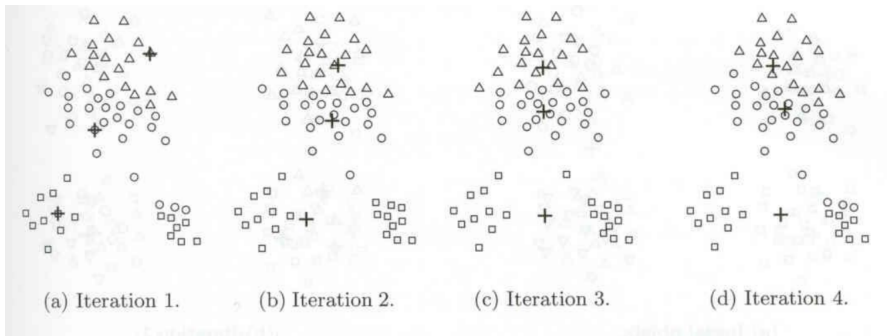 (a) Iteration 1.
(b) Iteration 2.
(c) Iteration 3.
(d) Iteration 4.